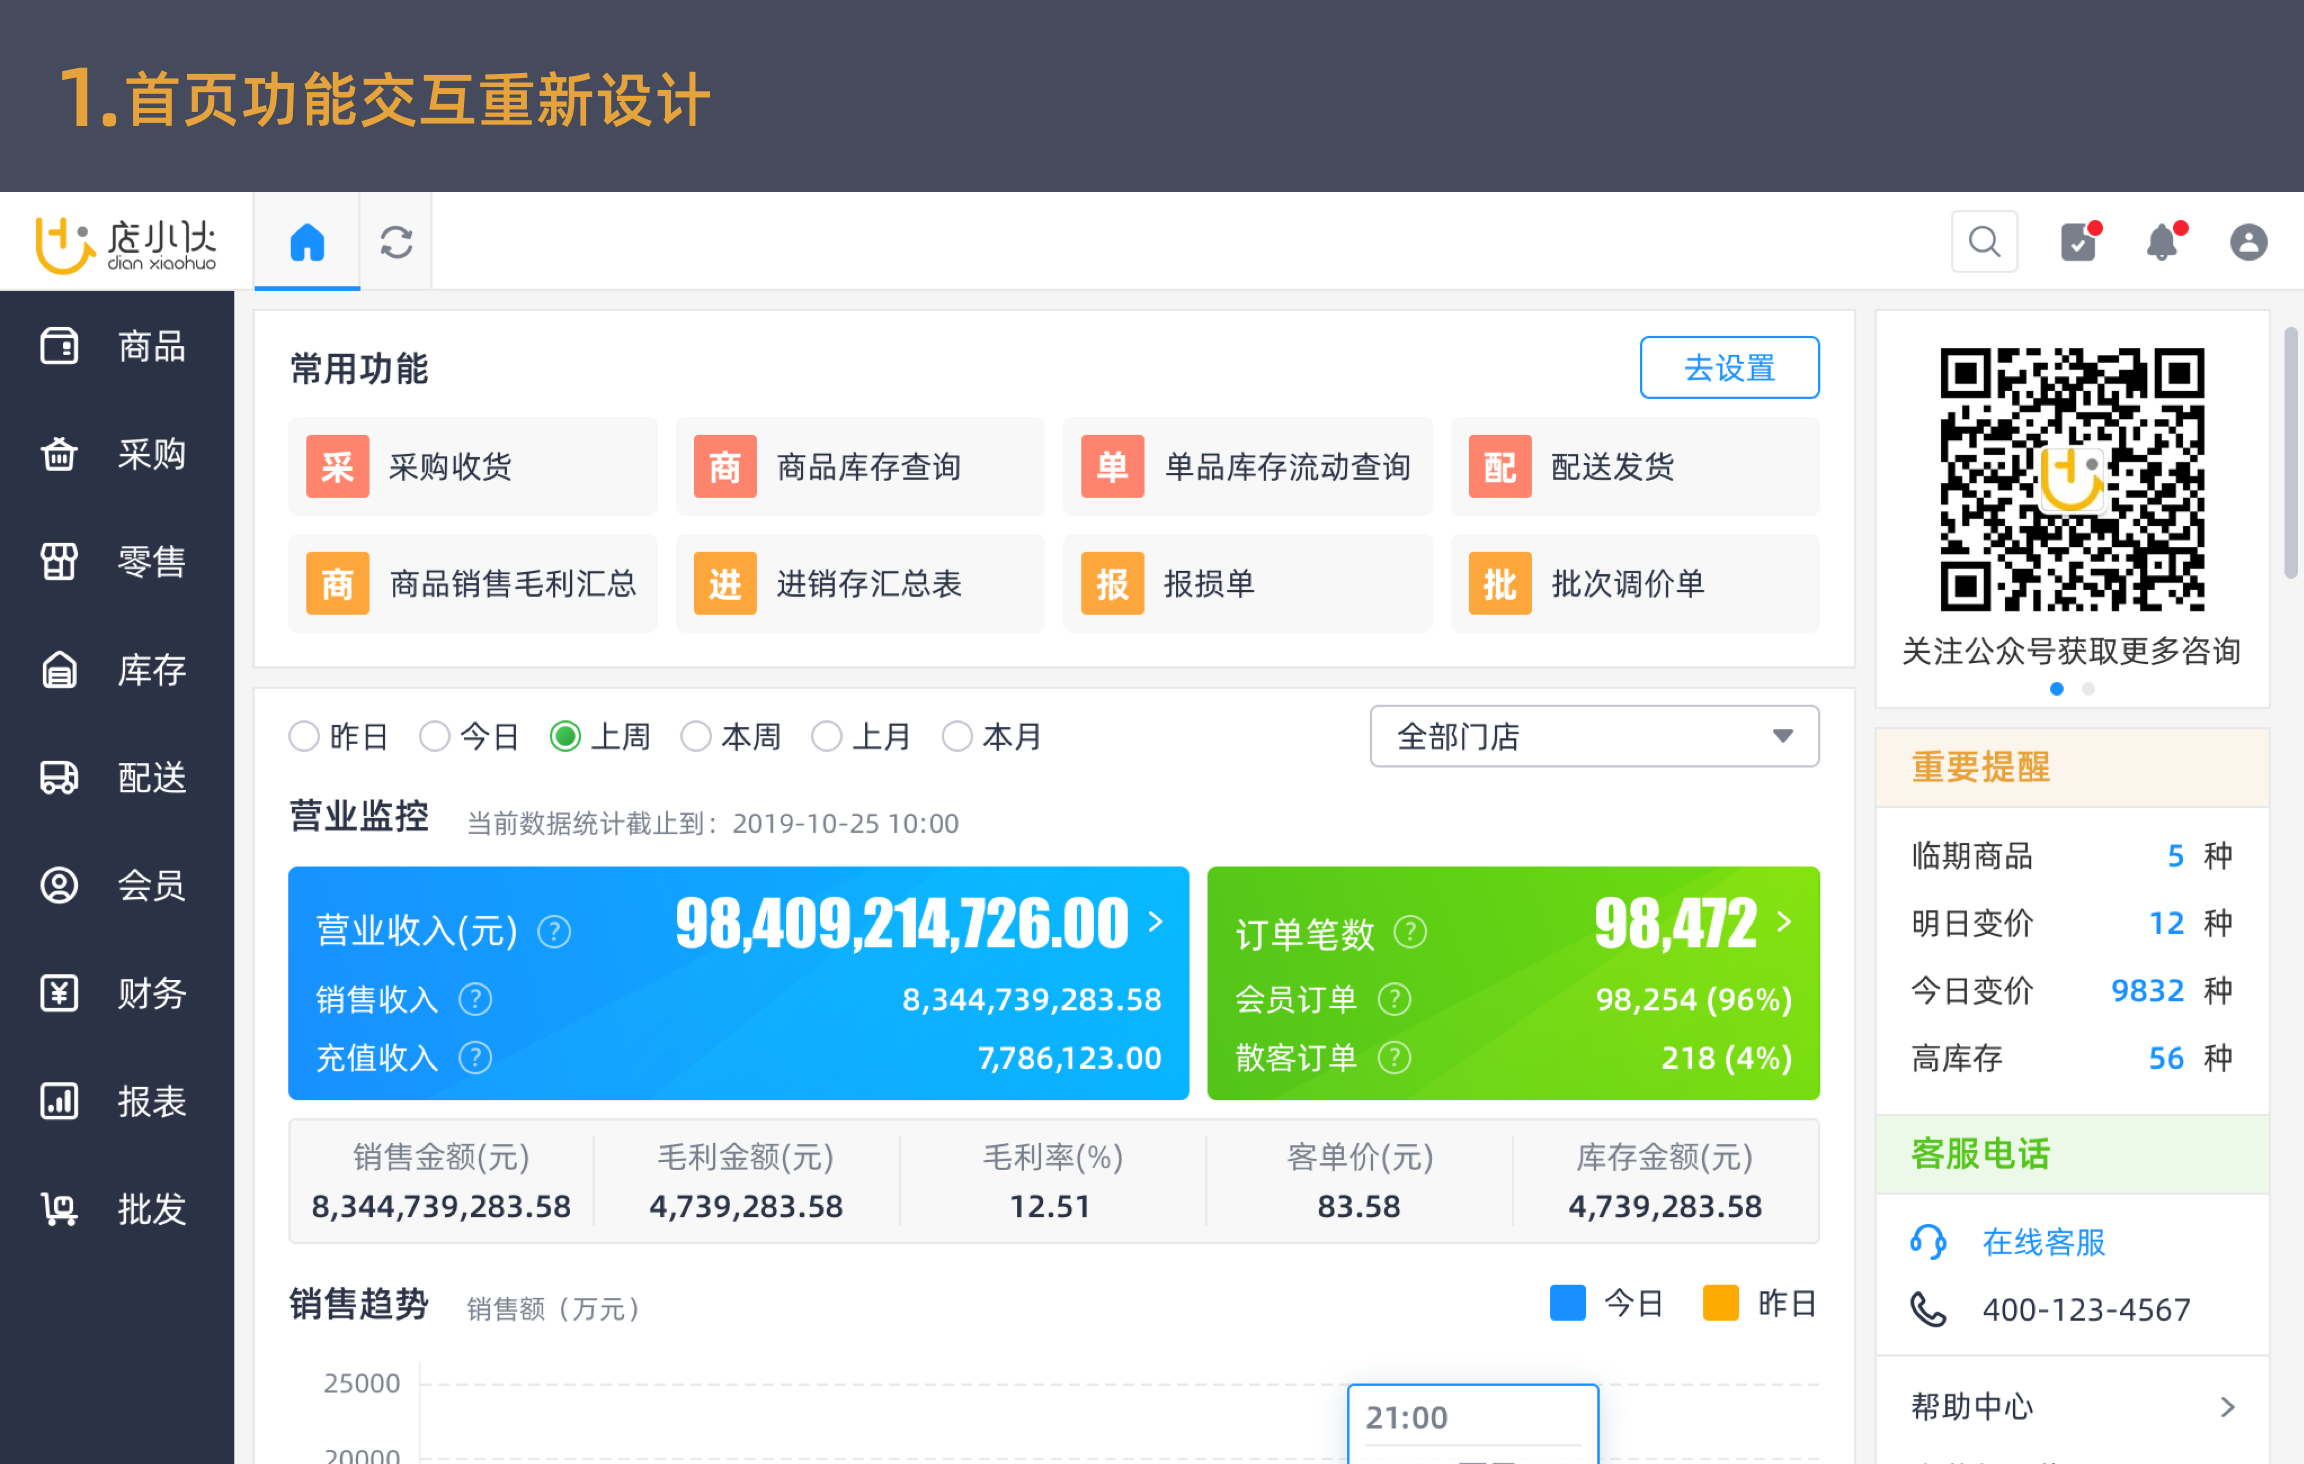 1.首页功能交互重新设计
店小伙
dian xiaohuo
商品
采购
零售
库存
配送
会员
财务
报表
批发
常用功能
去设置
采 采购收货
商 商品库存查询
单 单品库存流动查询
配 配送发货
商 商品销售毛利汇总
进 进销存汇总表
报 报损单
批 批次调价单
昨日 今日 上周 本周 上月 本月
全部门店
营业监控 当前数据统计截止到：2019-10-25 10:00
营业收入(元) ? 98,409,214,726.00 >
销售收入 ? 8,344,739,283.58
充值收入 ? 7,786,123.00
订单笔数 ? 98,472 >
会员订单 ? 98,254 (96%)
散客订单 ? 218 (4%)
销售金额(元) 毛利金额(元) 毛利率(%) 客单价(元) 库存金额(元)
8,344,739,283.58 4,739,283.58 12.51 83.58 4,739,283.58
销售趋势 销售额（万元）
今日 昨日
25000
20000
21:00
关注公众号获取更多咨询
重要提醒
临期商品 5 种
明日变价 12 种
今日变价 9832 种
高库存 56 种
客服电话
在线客服
400-123-4567
帮助中心 >